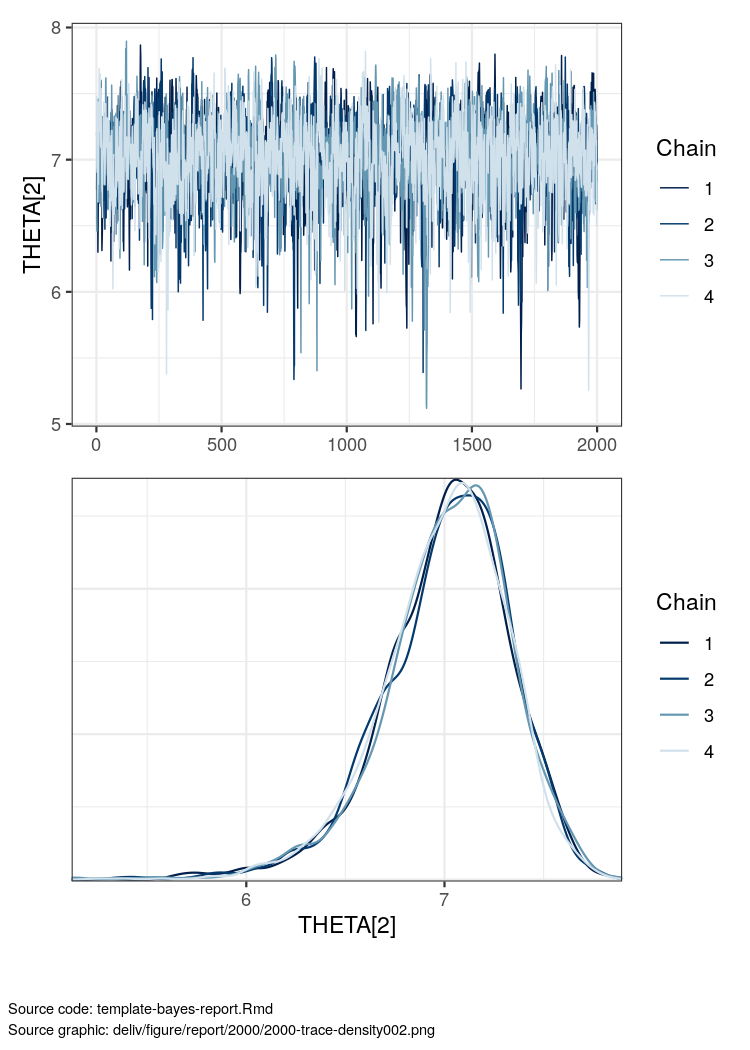 8
7
6
5
THETA[2]
0 500 1000 1500 2000
Chain
1
2
3
4
6 7
THETA[2]
Chain
1
2
3
4
Source code: template-bayes-report.Rmd
Source graphic: deliv/figure/report/2000/2000-trace-density002.png